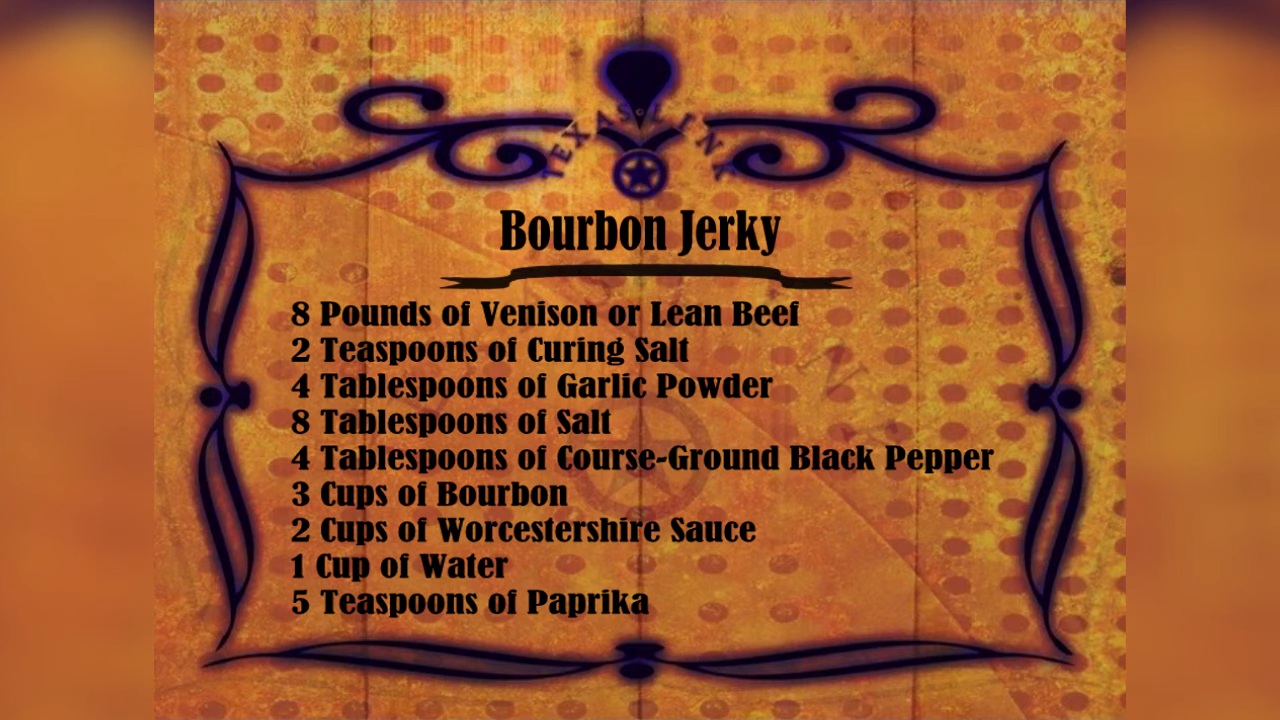 TEXAS LINK
Bourbon Jerky
8 Pounds of Venison or Lean Beef
2 Teaspoons of Curing Salt
4 Tablespoons of Garlic Powder
8 Tablespoons of Salt
4 Tablespoons of Course-Ground Black Pepper
3 Cups of Bourbon
2 Cups of Worcestershire Sauce
1 Cup of Water
5 Teaspoons of Paprika